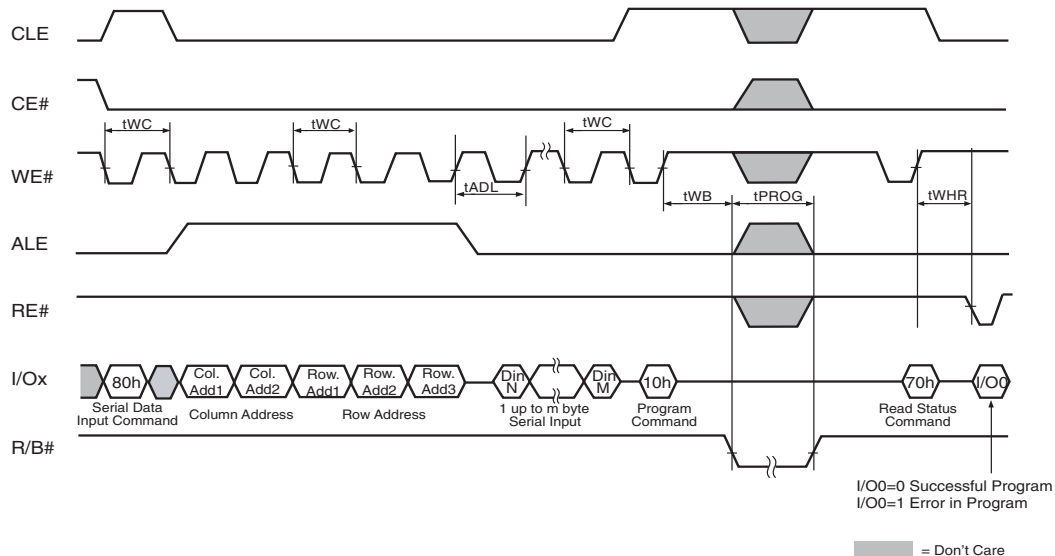 CLE
CE#
tWC
tWC
tWC
WE#
tADL
tWB
tPROG
tWHR
ALE
RE#
I/Ox
80h
Col.
Add1
Col.
Add2
Row.
Add1
Row.
Add2
Row.
Add3
Din
N
Din
M
10h
70h
I/O0
Serial Data
Input Command
Column Address
Row Address
1 up to m byte
Serial Input
Program
Command
Read Status
Command
R/B#
I/O0=0 Successful Program
I/O0=1 Error in Program
= Don't Care